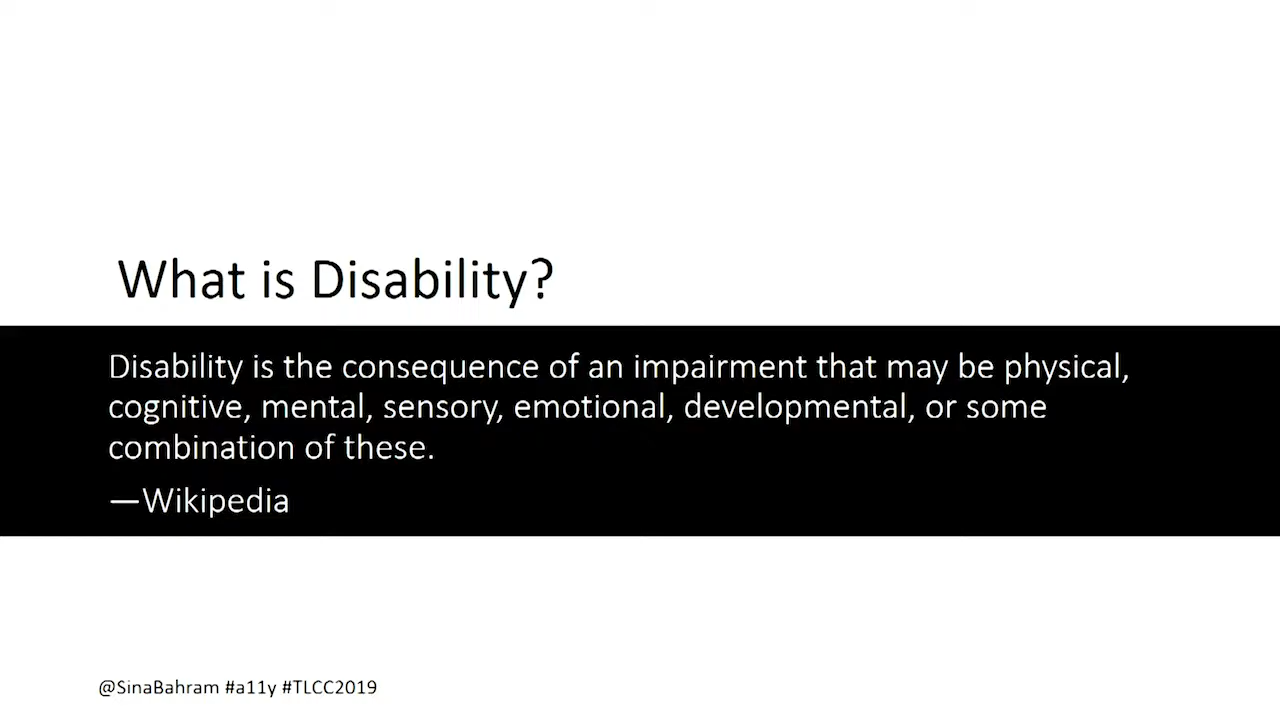 What is Disability?
Disability is the consequence of an impairment that may be physical,
cognitive, mental, sensory, emotional, developmental, or some
combination of these.
—Wikipedia
@SinaBahram #a11y #TLCC2019